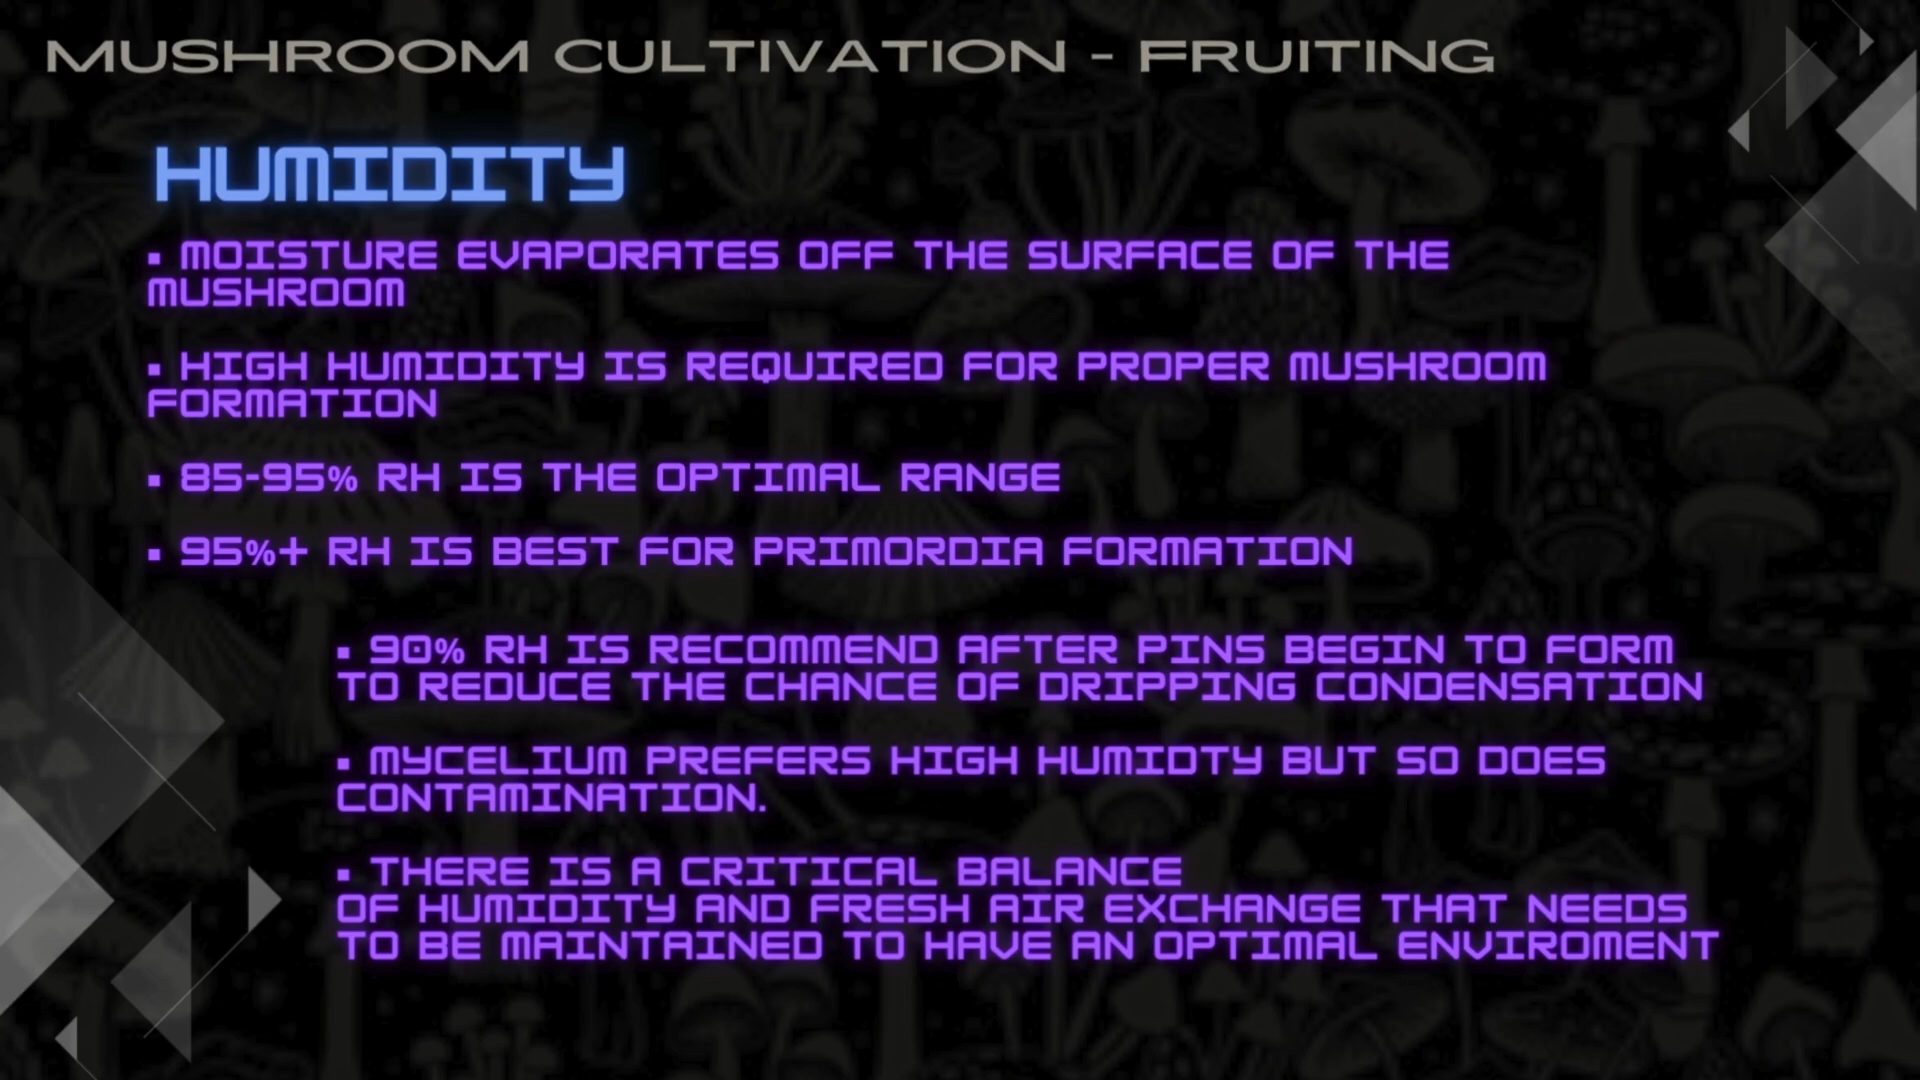 MUSHROOM CULTIVATION - FRUITING
HUMIDITY
▪ MOISTURE EVAPORATES OFF THE SURFACE OF THE
MUSHROOM
▪ HIGH HUMIDITY IS REQUIRED FOR PROPER MUSHROOM
FORMATION
▪ 85-95% RH IS THE OPTIMAL RANGE
▪ 95%+ RH IS BEST FOR PRIMORDIA FORMATION
▪ 90% RH IS RECOMMEND AFTER PINS BEGIN TO FORM
TO REDUCE THE CHANCE OF DRIPPING CONDENSATION
▪ MYCELIUM PREFERS HIGH HUMIDTY BUT SO DOES
CONTAMINATION.
▪ THERE IS A CRITICAL BALANCE
OF HUMIDITY AND FRESH AIR EXCHANGE THAT NEEDS
TO BE MAINTAINED TO HAVE AN OPTIMAL ENVIROMENT